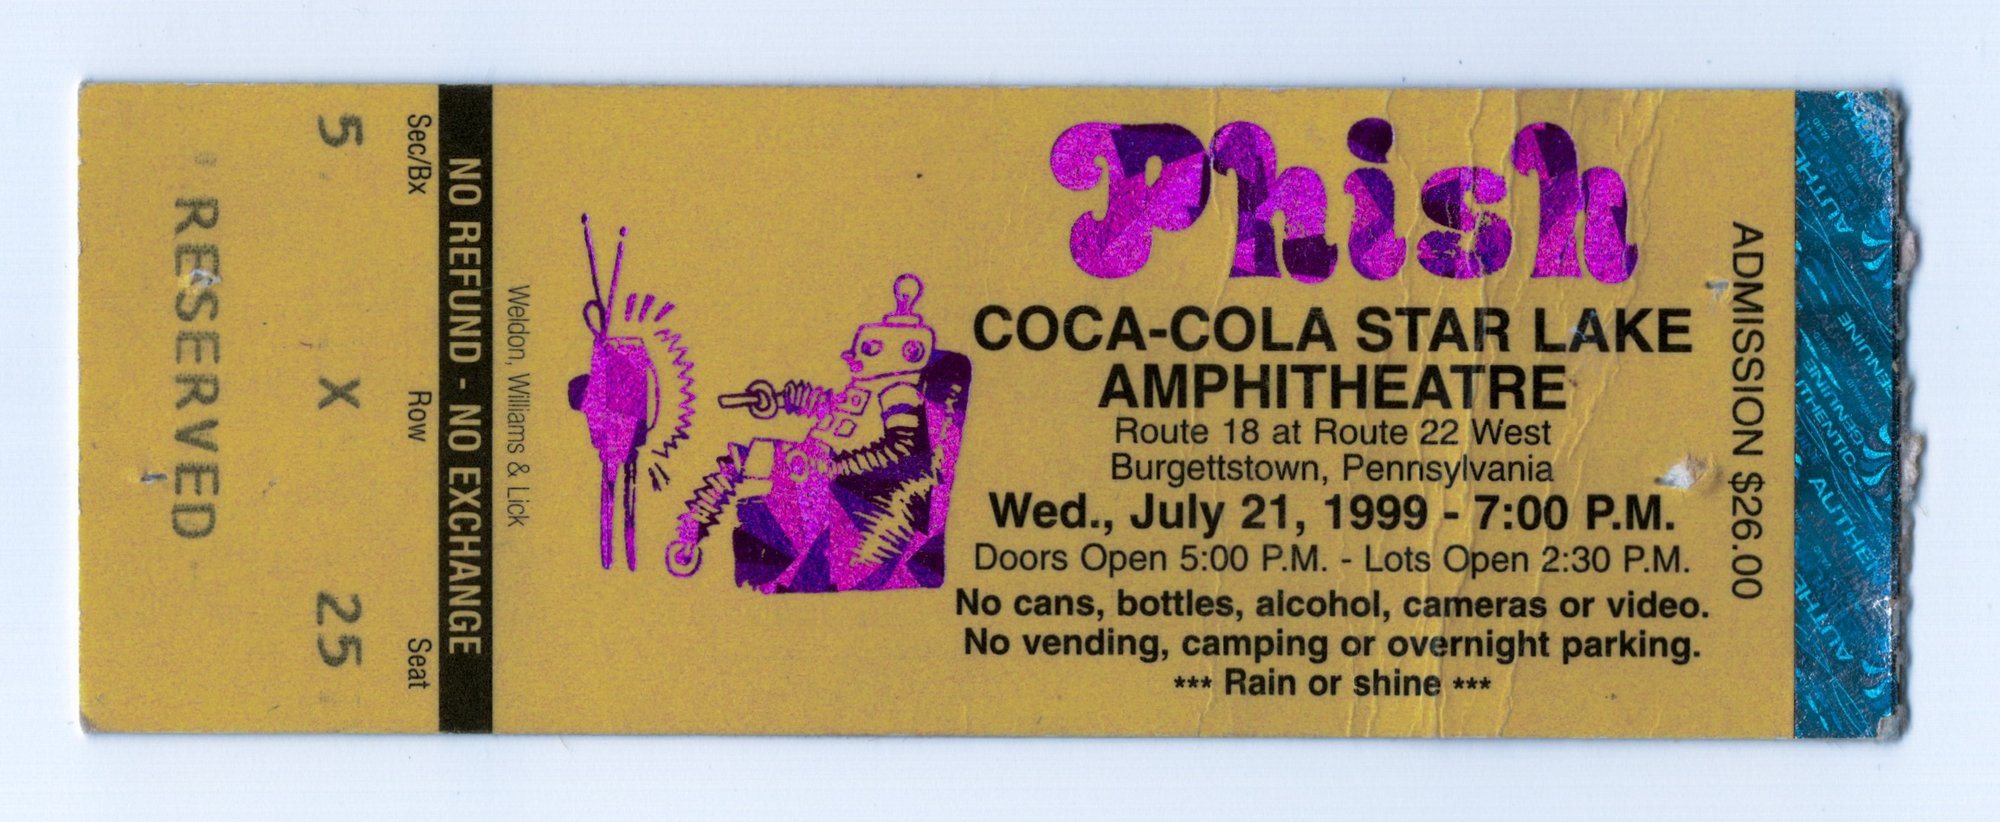 RESERVED
5 X 25
Sec/Bx Row Seat
NO REFUND - NO EXCHANGE
Weldon, Williams & Lick
Phish
COCA-COLA STAR LAKE
AMPHITHEATRE
Route 18 at Route 22 West
Burgettstown, Pennsylvania
Wed., July 21, 1999 - 7:00 P.M.
Doors Open 5:00 P.M. - Lots Open 2:30 P.M.
No cans, bottles, alcohol, cameras or video.
No vending, camping or overnight parking.
*** Rain or shine ***
ADMISSION $26.00
AUTHENTIC
GENUINE